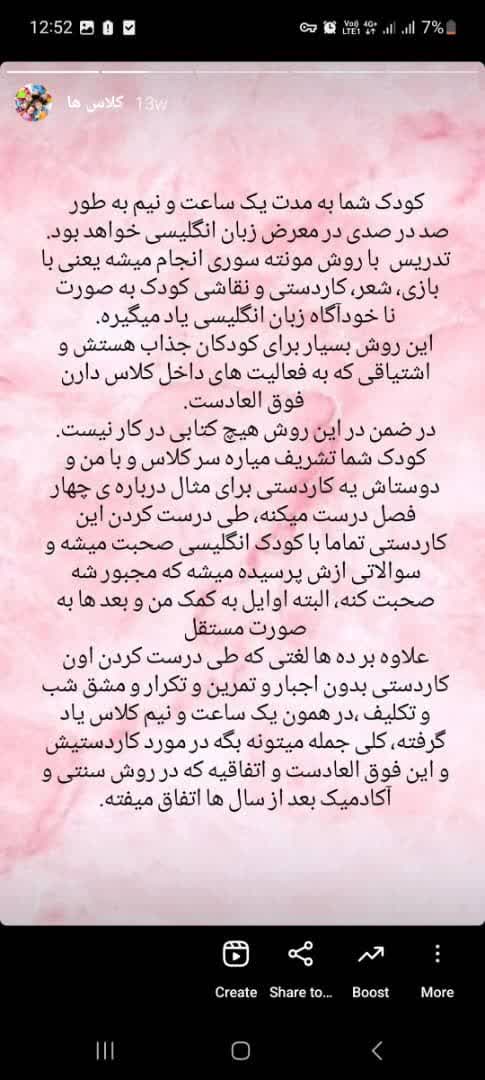 12:52
Vo)) 4G+
LTE1
7%
کلاس ها 13w
کودک شما به مدت یک ساعت و نیم به طور
صد در صدی در معرض زبان انگلیسی خواهد بود.
تدریس با روش مونته سوری انجام میشه یعنی با
بازی، شعر، کاردستی و نقاشی کودک به صورت
نا خودآگاه زبان انگلیسی یاد میگیره.
این روش بسیار برای کودکان جذاب هستش و
اشتیاقی که به فعالیت های داخل کلاس دارن
فوق العادست.
در ضمن در این روش هیچ کتابی در کار نیست.
کودک شما تشریف میاره سر کلاس و با من و
دوستاش یه کاردستی برای مثال درباره ی چهار
فصل درست میکنه، طی درست کردن این
کاردستی تماما با کودک انگلیسی صحبت میشه و
سوالاتی ازش پرسیده میشه که مجبور شه
صحبت کنه، البته اوایل به کمک من و بعد ها به
صورت مستقل
علاوه بر ده ها لغتی که طی درست کردن اون
کاردستی بدون اجبار و تمرین و تکرار و مشق شب
و تکلیف ،در همون یک ساعت و نیم کلاس یاد
گرفته، کلی جمله میتونه بگه در مورد کاردستیش
و این فوق العادست و اتفاقیه که در روش سنتی و
آکادمیک بعد از سال ها اتفاق میفته.
Create Share to... Boost More